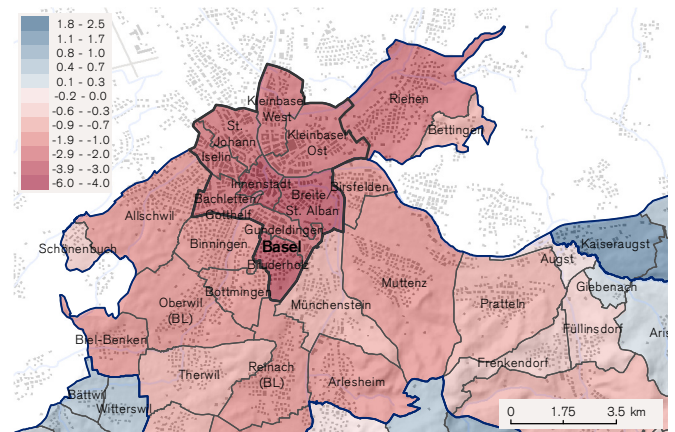 1.8 - 2.5
1.1 - 1.7
0.8 - 1.0
0.4 - 0.7
0.1 - 0.3
-0.2 - 0.0
-0.6 - -0.3
-0.9 - -0.7
-1.9 - -1.0
-2.9 - -2.0
-3.9 - -3.0
-6.0 - -4.0
Kleinbasel
West
Riehen
St.
Johann
Kleinbasel
Ost
Bettingen
Iselin
Innenstadt
Birsfelden
Bachletten
Breite
St. Alban
Gotthelf
Allschwil
Gundeldingen
Schönenbuch
Binningen
Basel
Kaiseraugst
Bruderholz
Augst
Muttenz
Giebenach
Bottmingen
Oberwil
(BL)
Münchenstein
Pratteln
Füllinsdorf
Biel-Benken
Aris
Frenkendorf
Therwil
Reinach
(BL)
Arlesheim
Bättwil
Witterswil
0 1.75 3.5 km